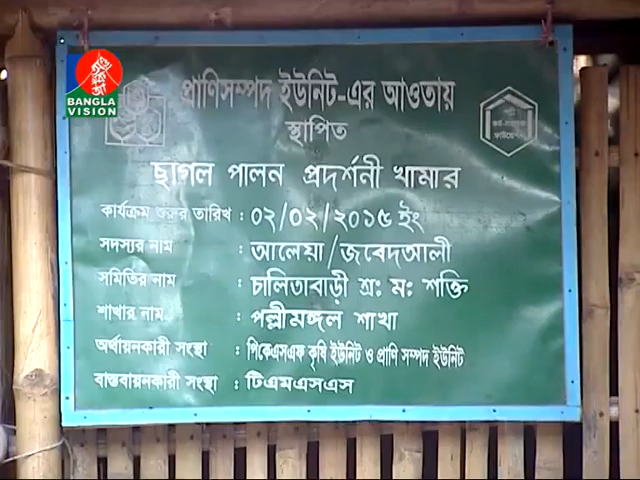 BANGLA
VISION
প্রাণিসম্পদ ইউনিট-এর আওতায়
স্থাপিত
ছাগল পালন প্রদর্শনী খামার
কার্যক্রম শুরুর তারিখ : ০২/০২/২০১৫ ইং
সদস্যর নাম : আলেয়া/জবেদআলী
সমিতির নাম : চালিতাবাড়ী শ্র: ম: শক্তি
শাখার নাম : পল্লীমঙ্গল শাখা
অর্থায়নকারী সংস্থা : পিকেএসএফ কৃষি ইউনিট ও প্রাণি সম্পদ ইউনিট
বাস্তবায়নকারী সংস্থা : টিএমএসএস